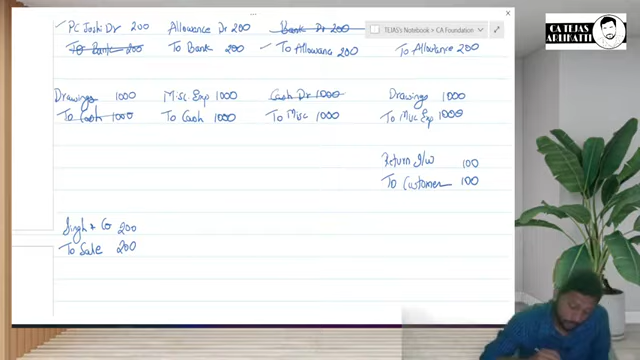 PC Joshi Dr 200 Allowance Dr 200 Bank Dr 200
To Bank 200 To Bank 200 To Allowance 200 To Allowance 200
TEJAS's Notebook > CA Foundation
CA TEJAS
Drawings 1000 Misc. Exp 1000 Cash Dr 1000 Drawings 1000
To Cash 1000 To Cash 1000 To Misc 1000 To Misc Exp 1000
Return I/w 100
To Customer 100
Singh & Co 200
To Sale 200